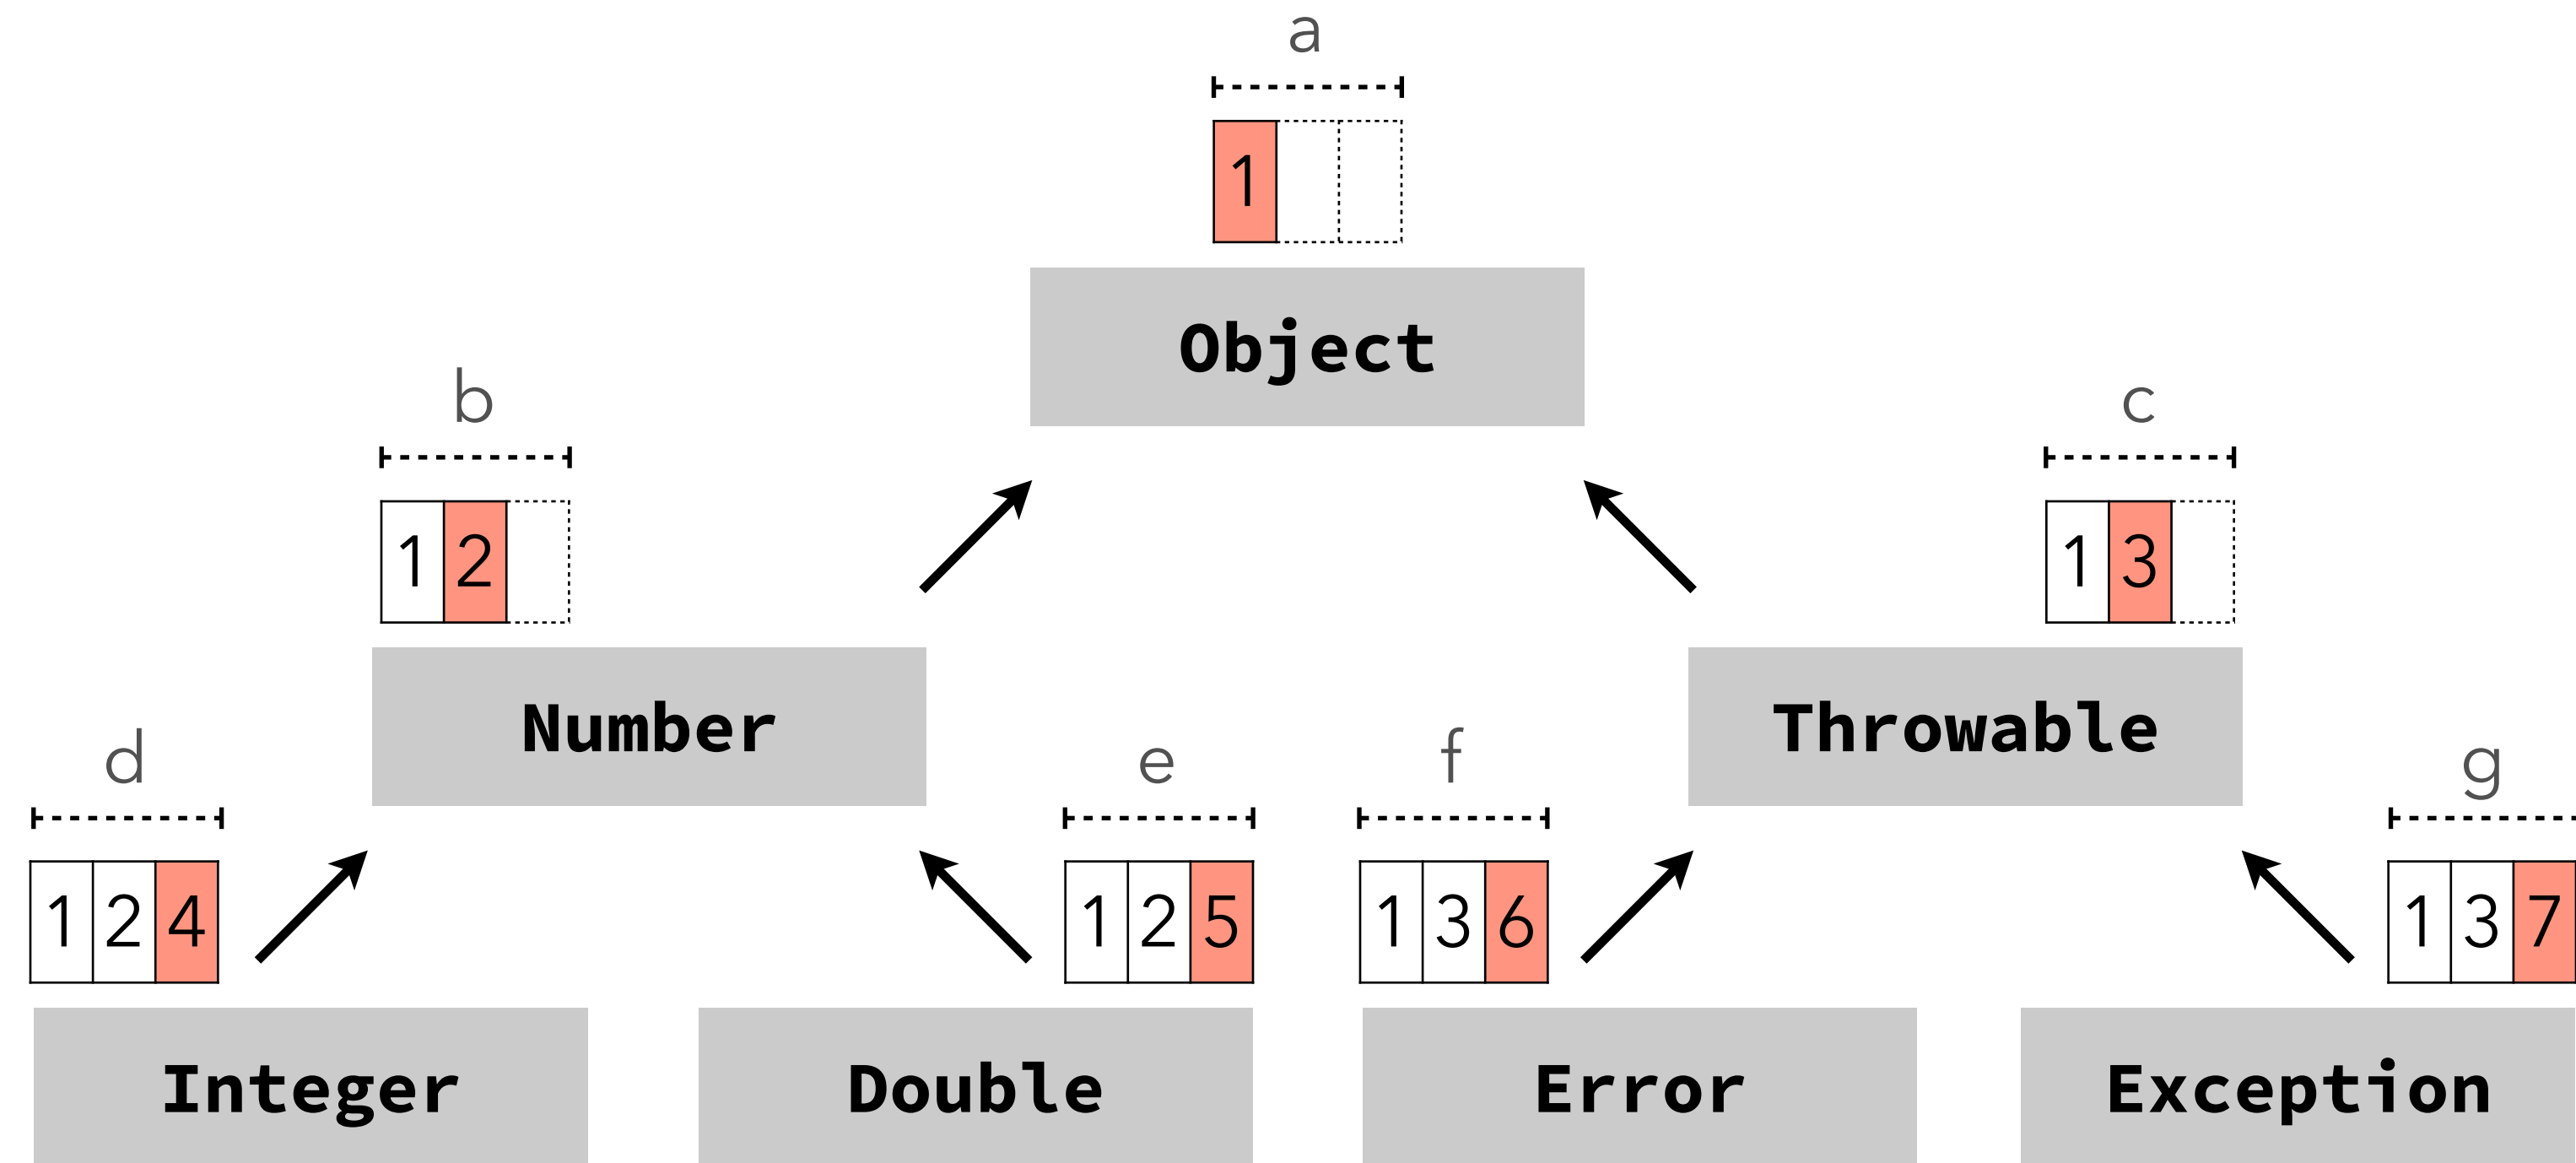 a
1
Object
b
c
1 2
1 3
Number
Throwable
d
e
f
g
1 2 4
1 2 5
1 3 6
1 3 7
Integer
Double
Error
Exception